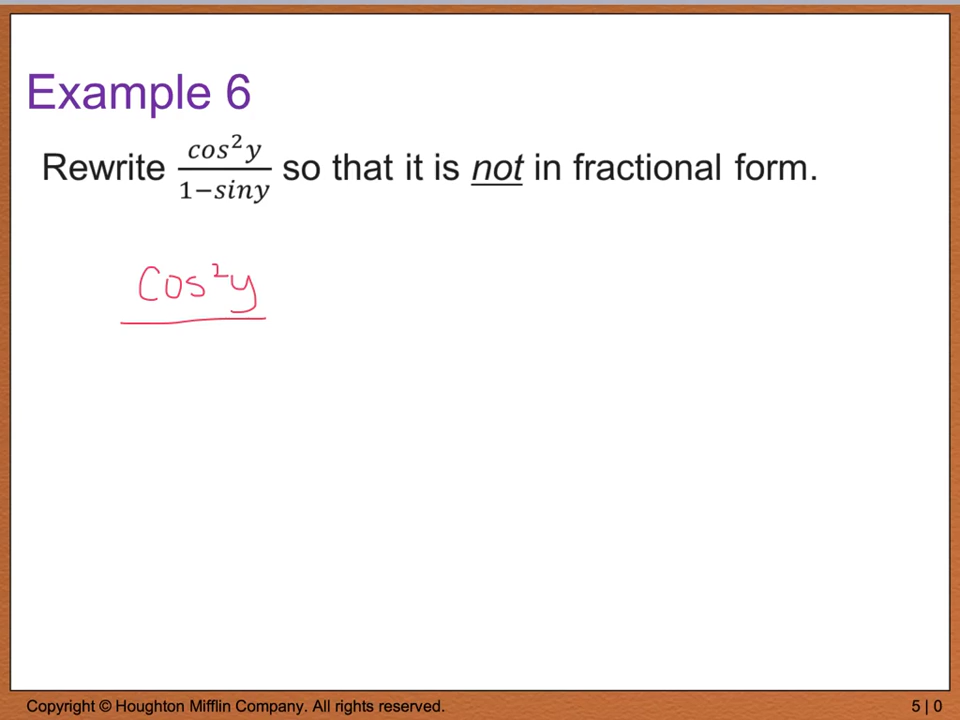 Example 6
Rewrite cos²y / 1−siny so that it is not in fractional form.
cos²y
Copyright © Houghton Mifflin Company. All rights reserved. 5 | 0